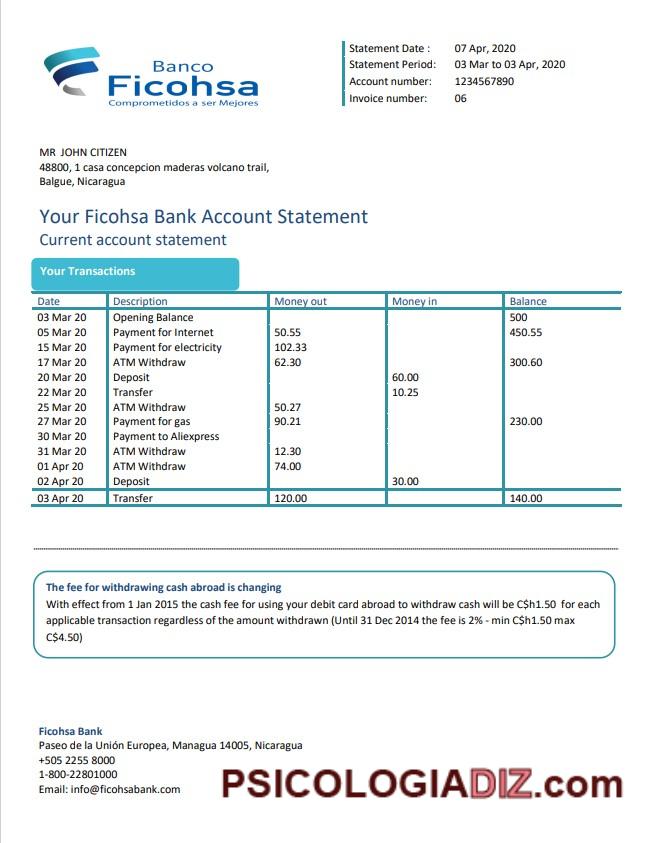 Banco
Ficohsa
Comprometidos a ser Mejores
Statement Date : 07 Apr, 2020
Statement Period: 03 Mar to 03 Apr, 2020
Account number: 1234567890
Invoice number: 06
MR JOHN CITIZEN
48800, 1 casa concepcion maderas volcano trail,
Balgue, Nicaragua
Your Ficohsa Bank Account Statement
Current account statement
Your Transactions
Date Description Money out Money in Balance
03 Mar 20 Opening Balance 500
05 Mar 20 Payment for Internet 50.55 450.55
15 Mar 20 Payment for electricity 102.33
17 Mar 20 ATM Withdraw 62.30 300.60
20 Mar 20 Deposit 60.00
22 Mar 20 Transfer 10.25
25 Mar 20 ATM Withdraw 50.27
27 Mar 20 Payment for gas 90.21 230.00
30 Mar 20 Payment to Aliexpress
31 Mar 20 ATM Withdraw 12.30
01 Apr 20 ATM Withdraw 74.00
02 Apr 20 Deposit 30.00
03 Apr 20 Transfer 120.00 140.00
The fee for withdrawing cash abroad is changing
With effect from 1 Jan 2015 the cash fee for using your debit card abroad to withdraw cash will be C$h1.50 for each
applicable transaction regardless of the amount withdrawn (Until 31 Dec 2014 the fee is 2% - min C$h1.50 max
C$4.50)
Ficohsa Bank
Paseo de la Unión Europea, Managua 14005, Nicaragua
+505 2255 8000
1-800-22801000
Email: info@ficohsabank.com
PSICOLOGIADIZ.com